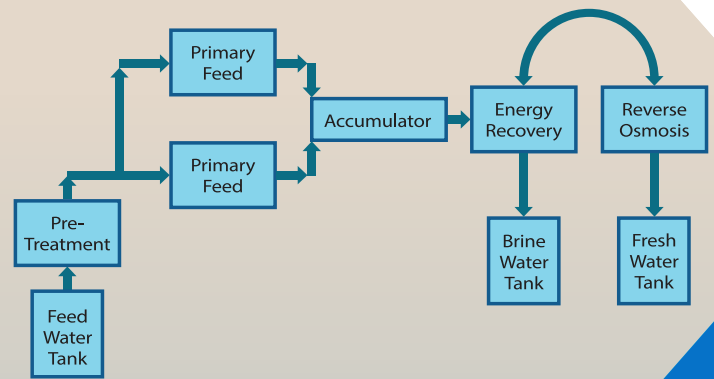 Primary
Feed
Primary
Feed
Accumulator
Energy
Recovery
Reverse
Osmosis
Pre-
Treatment
Brine
Water
Tank
Fresh
Water
Tank
Feed
Water
Tank